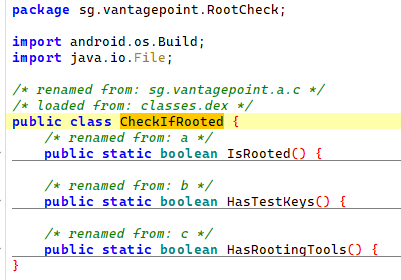 package sg.vantagepoint.RootCheck;
import android.os.Build;
import java.io.File;
/* renamed from: sg.vantagepoint.a.c */
/* loaded from: classes.dex */
public class CheckIfRooted {
/* renamed from: a */
public static boolean IsRooted() {
/* renamed from: b */
public static boolean HasTestKeys() {
/* renamed from: c */
public static boolean HasRootingTools() {
}